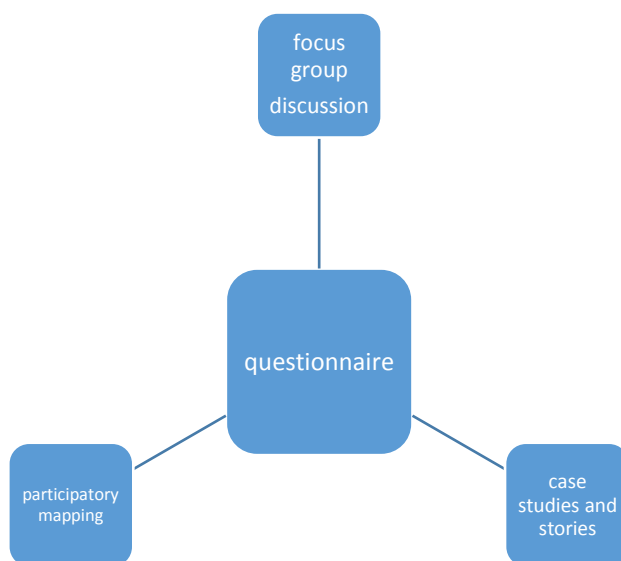 focus
group
discussion
questionnaire
participatory
mapping
case
studies and
stories